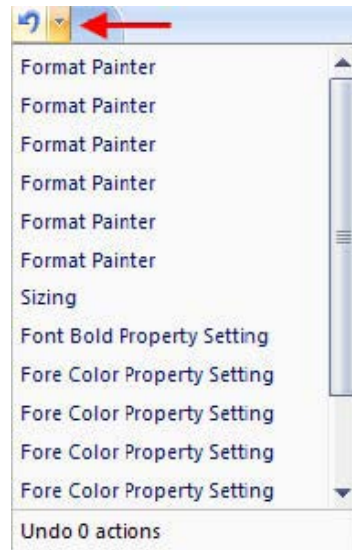 Format Painter
Format Painter
Format Painter
Format Painter
Format Painter
Format Painter
Sizing
Font Bold Property Setting
Fore Color Property Setting
Fore Color Property Setting
Fore Color Property Setting
Fore Color Property Setting
Undo 0 actions